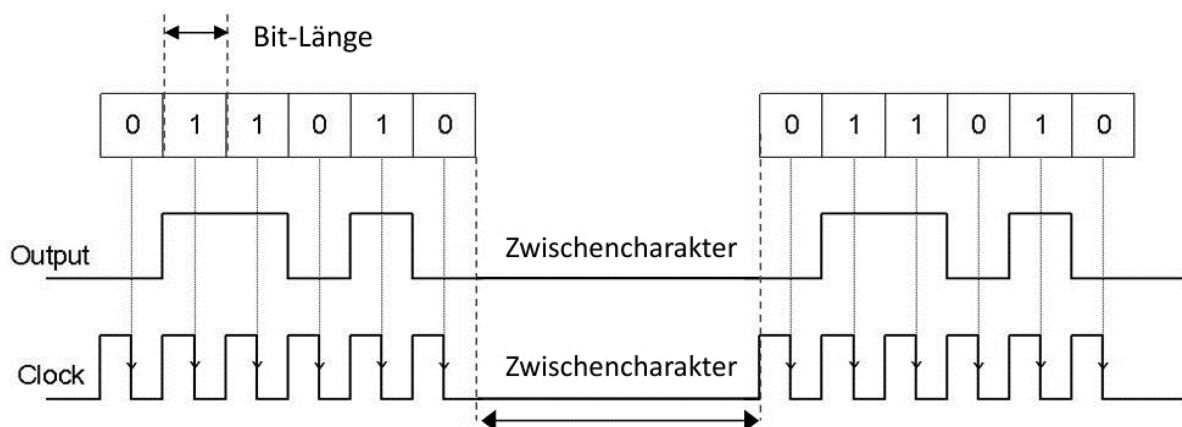 Bit-Länge
0 1 1 0 1 0
0 1 1 0 1 0
Output
Zwischencharakter
Clock
Zwischencharakter